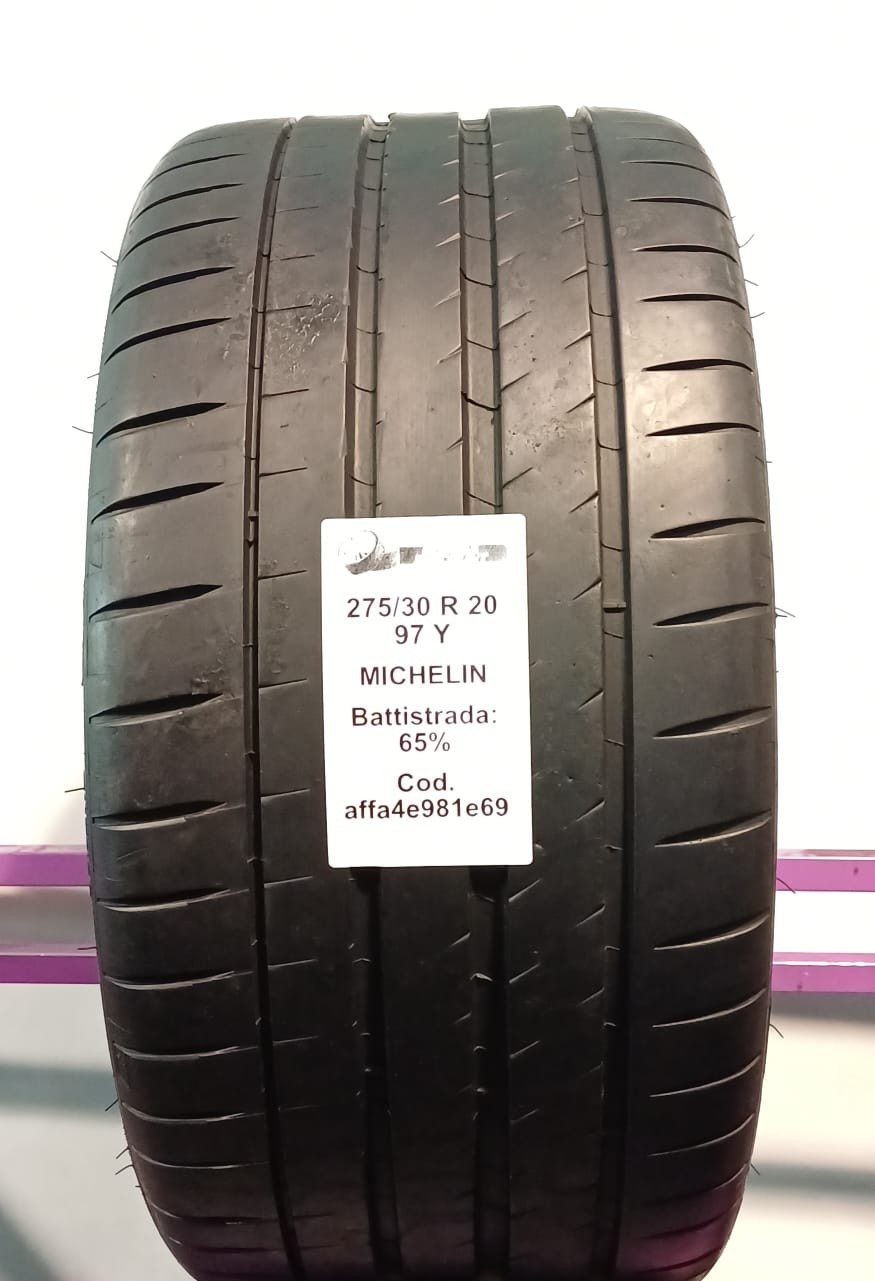 275/30 R 20
97 Y
MICHELIN
Battistrada:
65%
Cod.
affa4e981e69